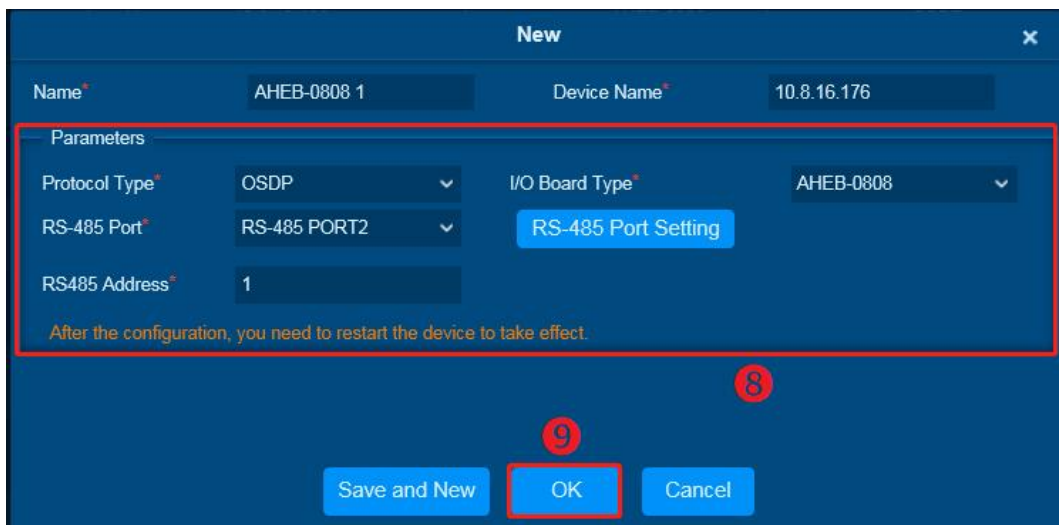 New ×
Name* AHEB-0808 1 Device Name* 10.8.16.176
Parameters
Protocol Type* OSDP I/O Board Type* AHEB-0808
RS-485 Port* RS-485 PORT2 RS-485 Port Setting
RS485 Address* 1
After the configuration, you need to restart the device to take effect.
8
9
Save and New OK Cancel